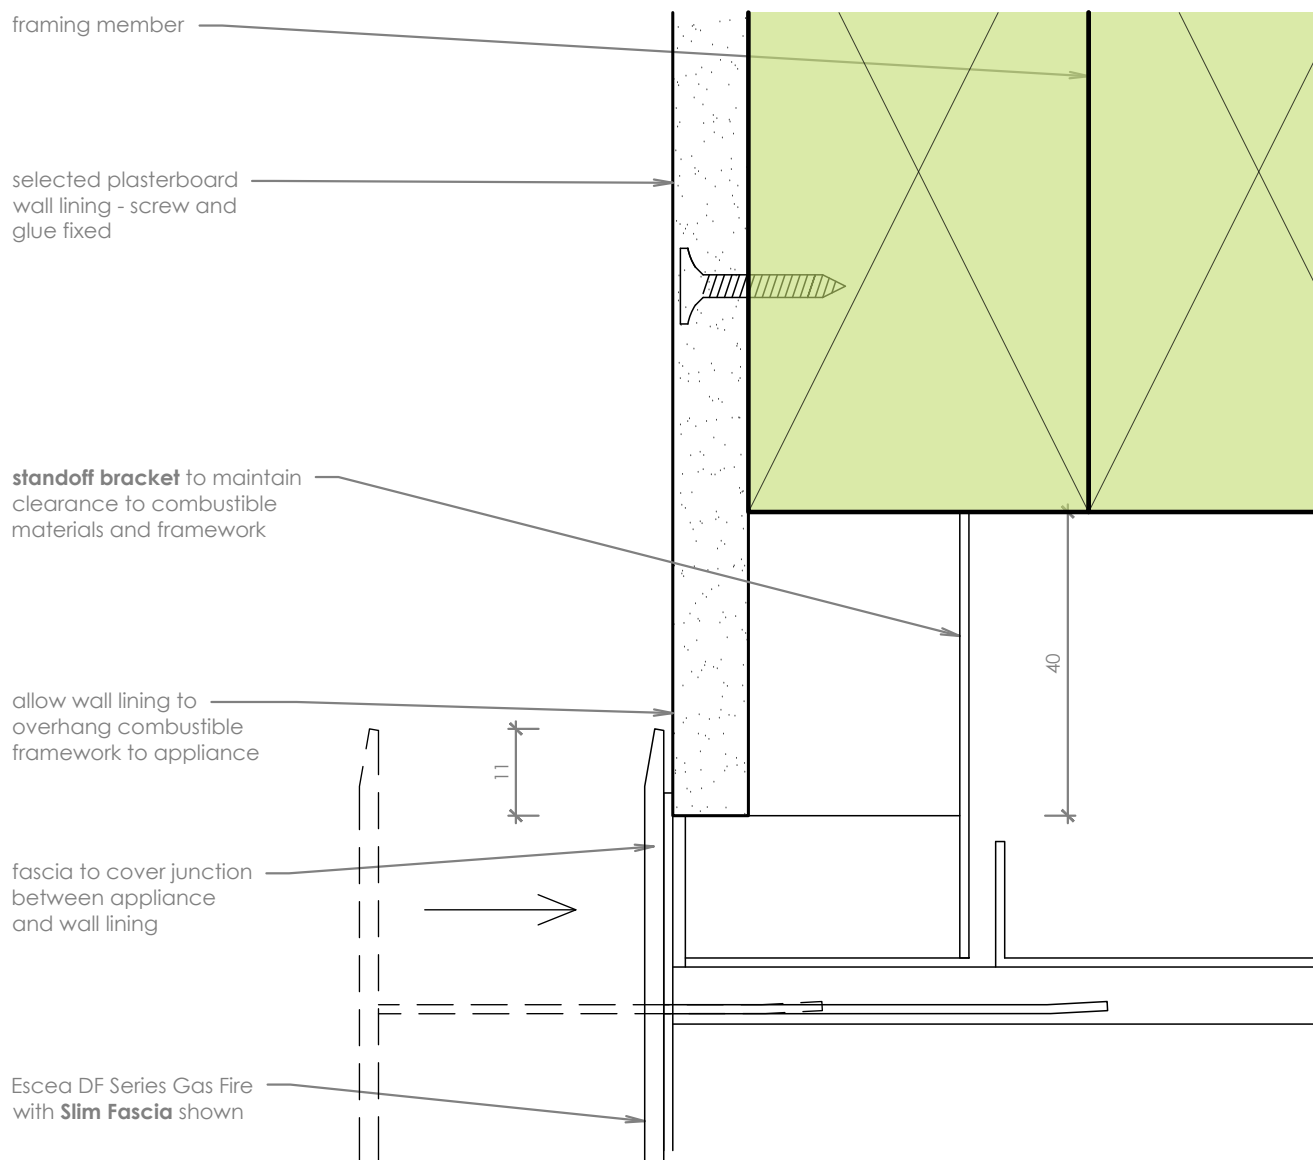 framing member
selected plasterboard
wall lining - screw and
glue fixed
standoff bracket to maintain
clearance to combustible
materials and framework
40
allow wall lining to
overhang combustible
framework to appliance
11
fascia to cover junction
between appliance
and wall lining
Escea DF Series Gas Fire
with Slim Fascia shown